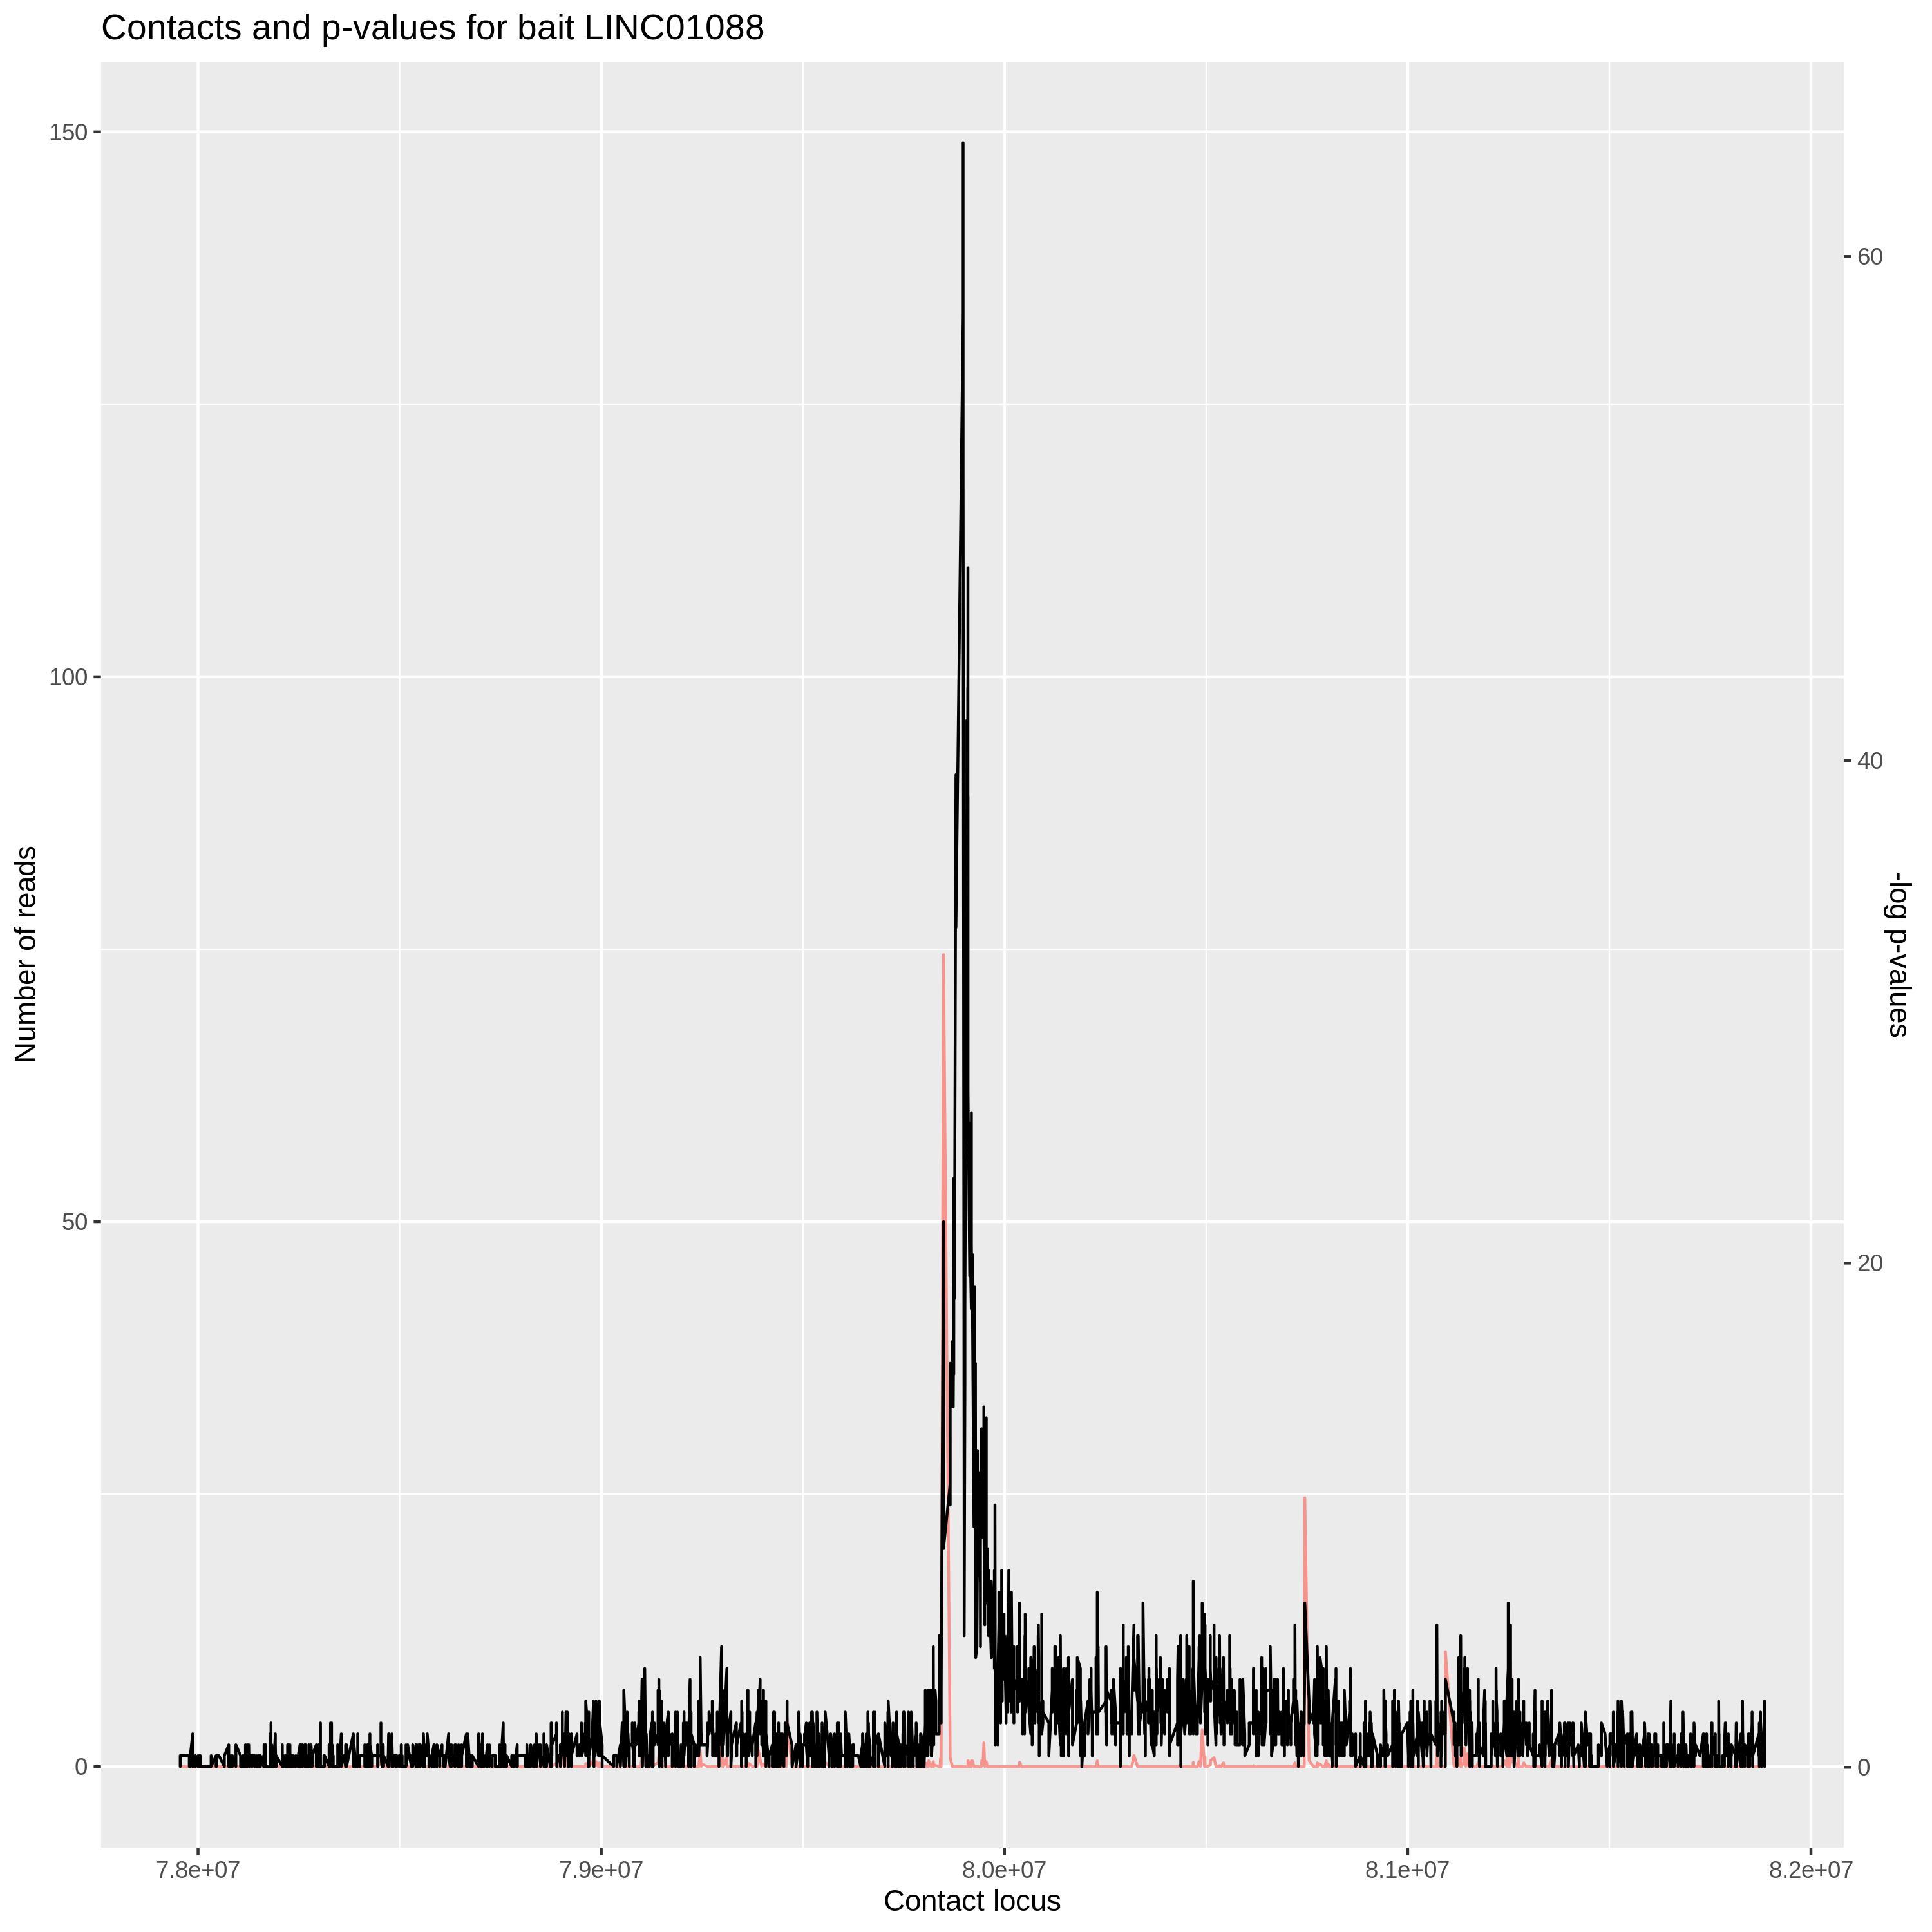 Contacts and p-values for bait LINC01088
150
100
50
0
Number of reads
60
40
20
0
-log p-values
7.8e+07 7.9e+07 8.0e+07 8.1e+07 8.2e+07
Contact locus